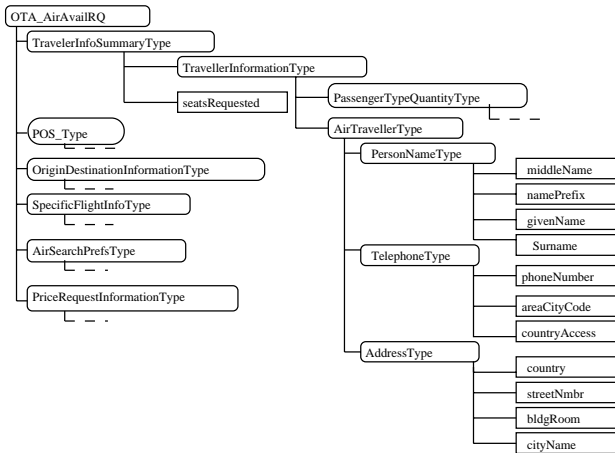 OTA_AirAvailRQ
TravelerInfoSummaryType
TravellerInformationType
seatsRequested
PassengerTypeQuantityType
AirTravellerType
POS_Type
PersonNameType
OriginDestinationInformationType
middleName
namePrefix
SpecificFlightInfoType
givenName
Surname
AirSearchPrefsType
TelephoneType
phoneNumber
PriceRequestInformationType
areaCityCode
countryAccess
AddressType
country
streetNmbr
bldgRoom
cityName